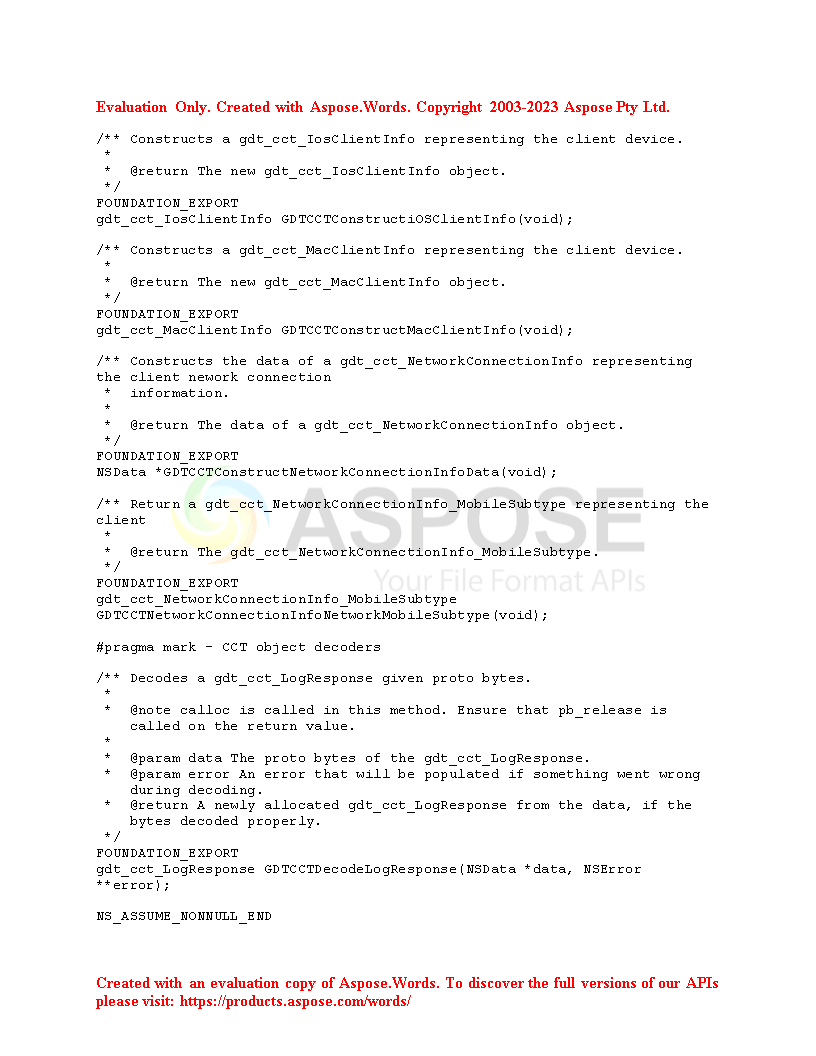 Evaluation Only. Created with Aspose.Words. Copyright 2003-2023 Aspose Pty Ltd.
/** Constructs a gdt_cct_IosClientInfo representing the client device.
 *
 *  @return The new gdt_cct_IosClientInfo object.
 */
FOUNDATION_EXPORT
gdt_cct_IosClientInfo GDTCCTConstructiOSClientInfo(void);
/** Constructs a gdt_cct_MacClientInfo representing the client device.
 *
 *  @return The new gdt_cct_MacClientInfo object.
 */
FOUNDATION_EXPORT
gdt_cct_MacClientInfo GDTCCTConstructMacClientInfo(void);
/** Constructs the data of a gdt_cct_NetworkConnectionInfo representing
the client nework connection
 *  information.
 *
 *  @return The data of a gdt_cct_NetworkConnectionInfo object.
 */
FOUNDATION_EXPORT
NSData *GDTCCTConstructNetworkConnectionInfoData(void);
/** Return a gdt_cct_NetworkConnectionInfo_MobileSubtype representing the
client
 *
 *  @return The gdt_cct_NetworkConnectionInfo_MobileSubtype.
 */
FOUNDATION_EXPORT
gdt_cct_NetworkConnectionInfo_MobileSubtype
GDTCCTNetworkConnectionInfoNetworkMobileSubtype(void);
ASPOSE
Your File Format APIs
#pragma mark - CCT object decoders
/** Decodes a gdt_cct_LogResponse given proto bytes.
 *
 *  @note calloc is called in this method. Ensure that pb_release is
    called on the return value.
 *
 *  @param data The proto bytes of the gdt_cct_LogResponse.
 *  @param error An error that will be populated if something went wrong
    during decoding.
 *  @return A newly allocated gdt_cct_LogResponse from the data, if the
    bytes decoded properly.
 */
FOUNDATION_EXPORT
gdt_cct_LogResponse GDTCCTDecodeLogResponse(NSData *data, NSError
**error);
NS_ASSUME_NONNULL_END
Created with an evaluation copy of Aspose.Words. To discover the full versions of our APIs
please visit: https://products.aspose.com/words/